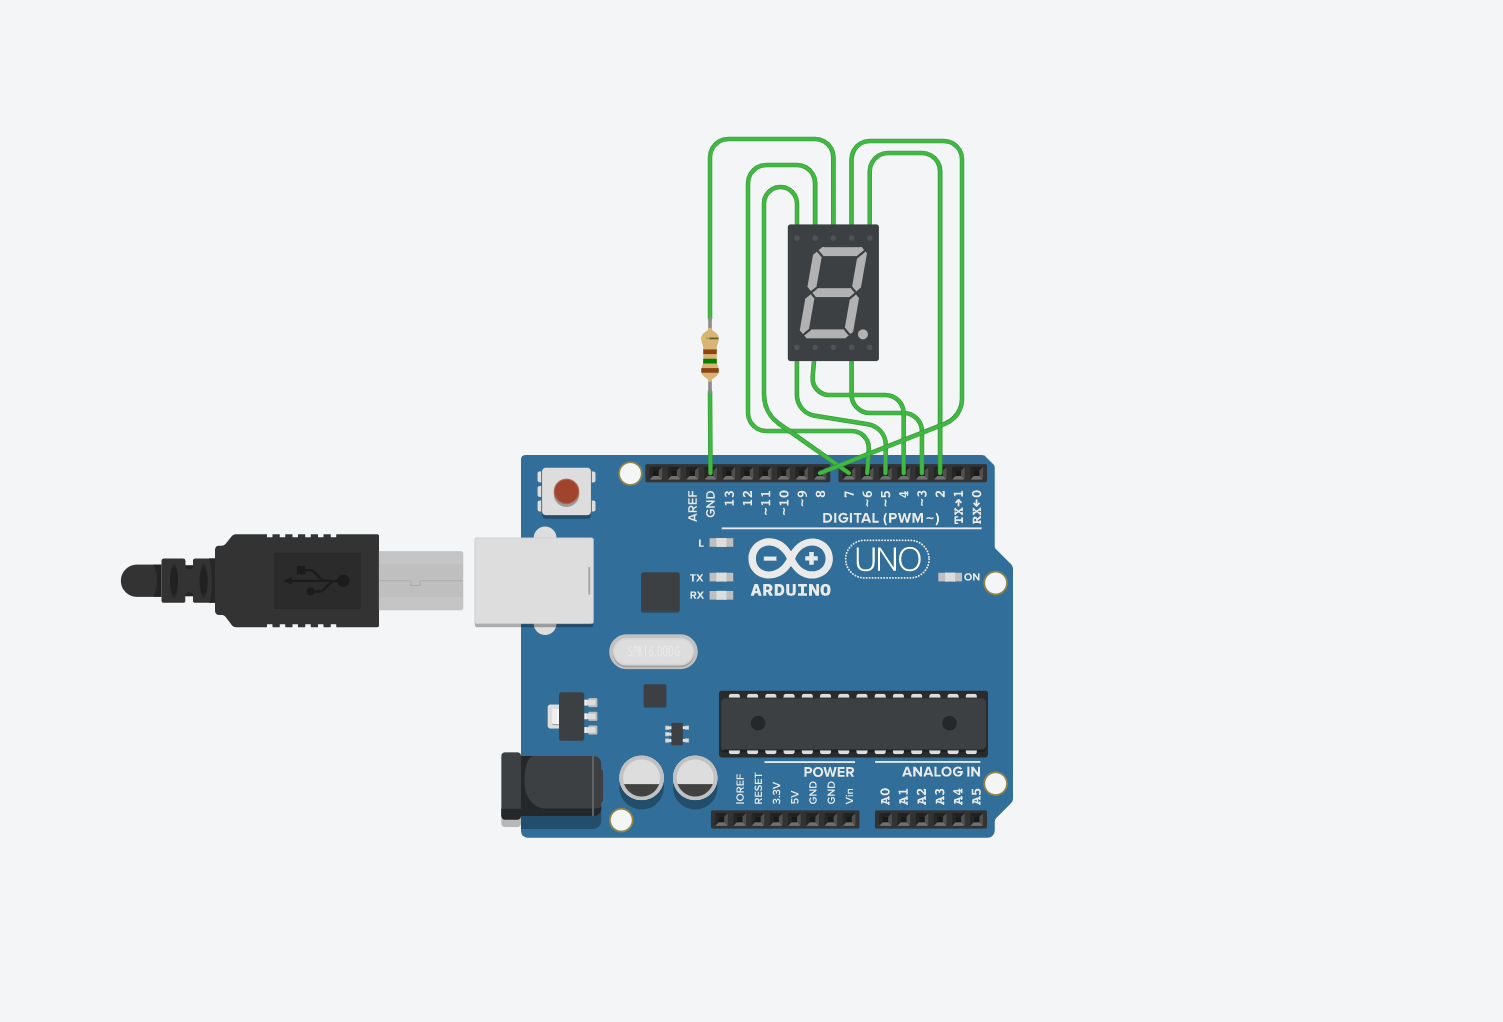 AREF
GND
13
12
~11
~10
~9
8
7
~6
~5
4
~3
2
TX→1
RX←0
DIGITAL (PWM~)
L
TX
RX
ARDUINO
UNO
ON
POWER
ANALOG IN
IOREF
RESET
3.3V
5V
GND
GND
Vin
A0
A1
A2
A3
A4
A5